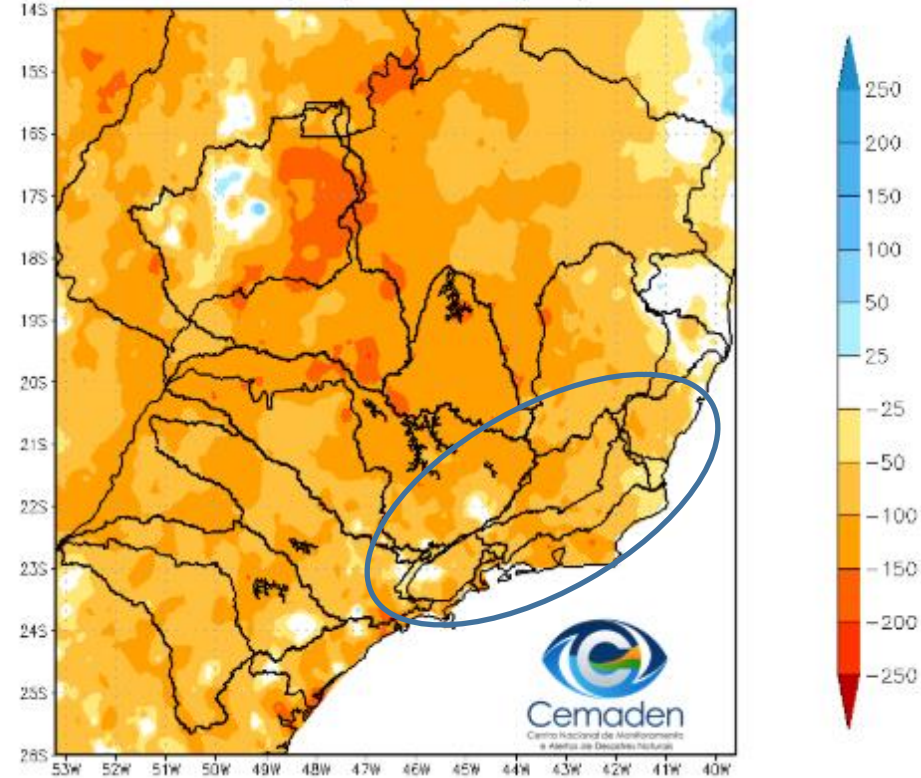 14S
15S
16S
17S
18S
19S
20S
21S
22S
23S
24S
25S
26S
53W 52W 51W 50W 49W 48W 47W 46W 45W 44W 43W 42W 41W 40W
250
200
150
100
50
25
-25
-50
-100
-150
-200
-250
Cemaden
Centro Nacional de Monitoramento
e Alertas de Desastres Naturais